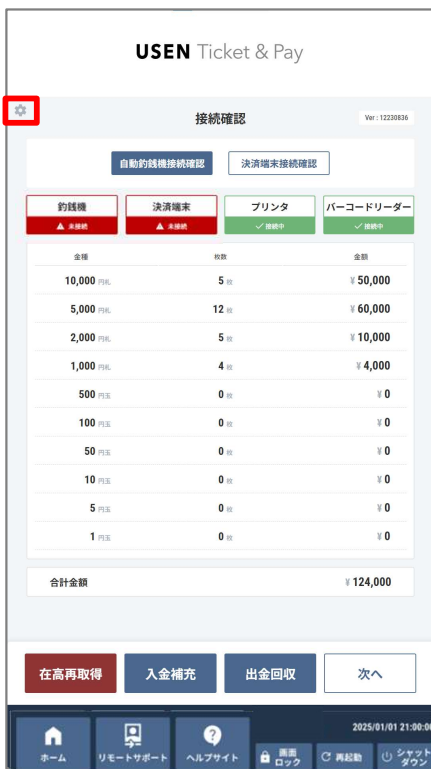 USEN Ticket & Pay
接続確認
Ver : 12230836
自動釣銭機接続確認 決済端末接続確認
釣銭機 決済端末 プリンタ バーコードリーダー
未接続 未接続 接続中 接続中
金種 枚数 金額
10,000 円札 5 枚 ¥ 50,000
5,000 円札 12 枚 ¥ 60,000
2,000 円札 5 枚 ¥ 10,000
1,000 円札 4 枚 ¥ 4,000
500 円玉 0 枚 ¥ 0
100 円玉 0 枚 ¥ 0
50 円玉 0 枚 ¥ 0
10 円玉 0 枚 ¥ 0
5 円玉 0 枚 ¥ 0
1 円玉 0 枚 ¥ 0
合計金額 ¥ 124,000
在高再取得 入金補充 出金回収 次へ
2025/01/01 21:00:00
ホーム リモートサポート ヘルプサイト 画面ロック 再起動 シャットダウン